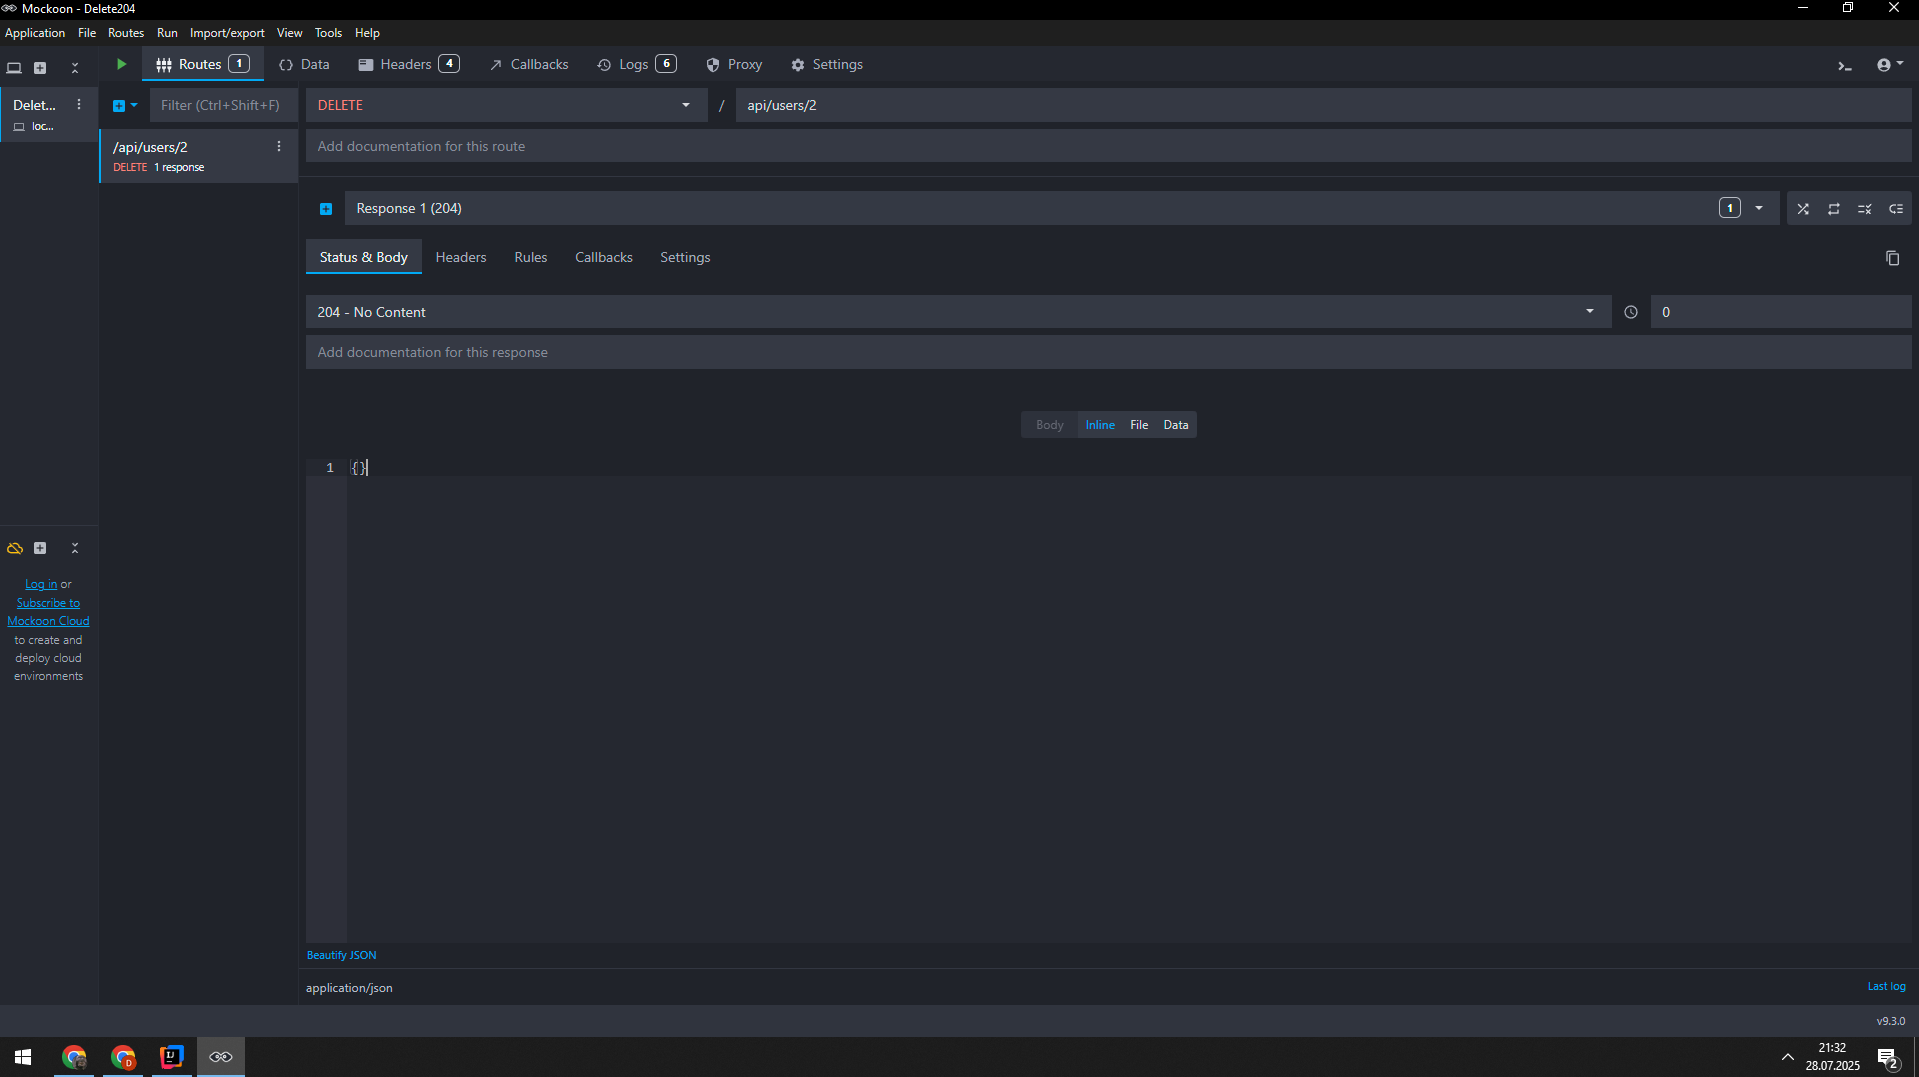 Mockoon - Delete204
Application File Routes Run Import/export View Tools Help
Routes 1 Data Headers 4 Callbacks Logs 6 Proxy Settings
Delet...
loc...
Filter (Ctrl+Shift+F)
DELETE / api/users/2
/api/users/2
DELETE 1 response
Add documentation for this route
Response 1 (204) 1
Status & Body Headers Rules Callbacks Settings
204 - No Content 0
Add documentation for this response
Body Inline File Data
1 {}
Log in or
Subscribe to
Mockoon Cloud
to create and
deploy cloud
environments
Beautify JSON
application/json
Last log
v9.3.0
21:32
28.07.2025
2